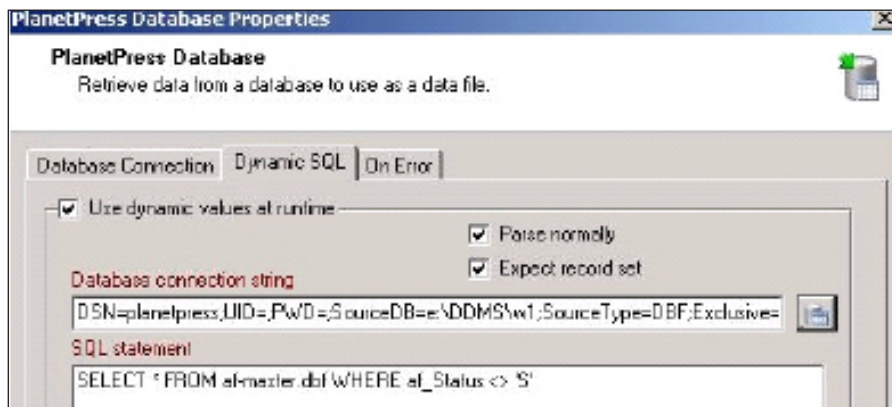 PlanetPress Database Properties
PlanetPress Database
Retrieve data from a database to use as a data file.
Database Connection Dynamic SQL On Error
Use dynamic values at runtime
Parse normally
Expect record set
Database connection string
DSN=planetpress;UID=;PWD=;SourceDB=e:\DDMS\w1;SourceType=DBF;Exclusive=
SQL statement
SELECT * FROM af-master.dbf WHERE af_Status <> 'S'